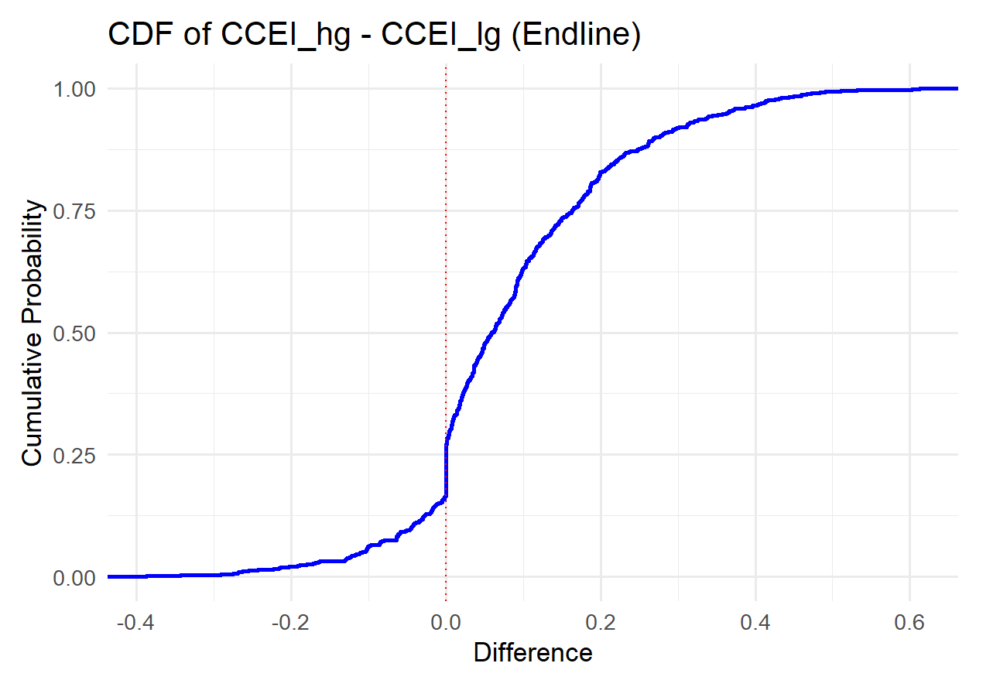 CDF of CCEI_hg - CCEI_lg (Endline)
Cumulative Probability
1.00
0.75
0.50
0.25
0.00
-0.4 -0.2 0.0 0.2 0.4 0.6
Difference